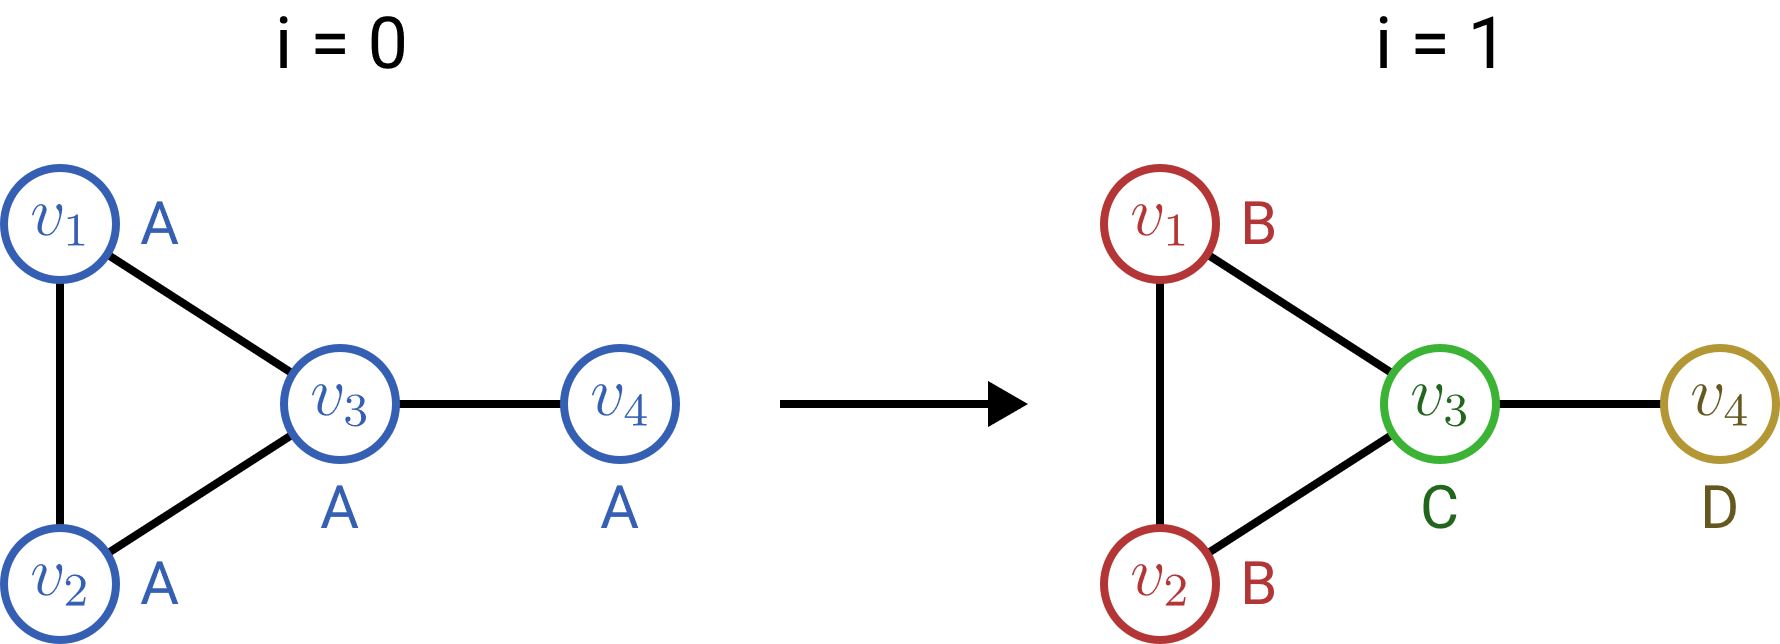 i = 0
i = 1
v₁ A
v₁ B
v₃
v₄
v₃
v₄
A
A
C
D
v₂ A
v₂ B